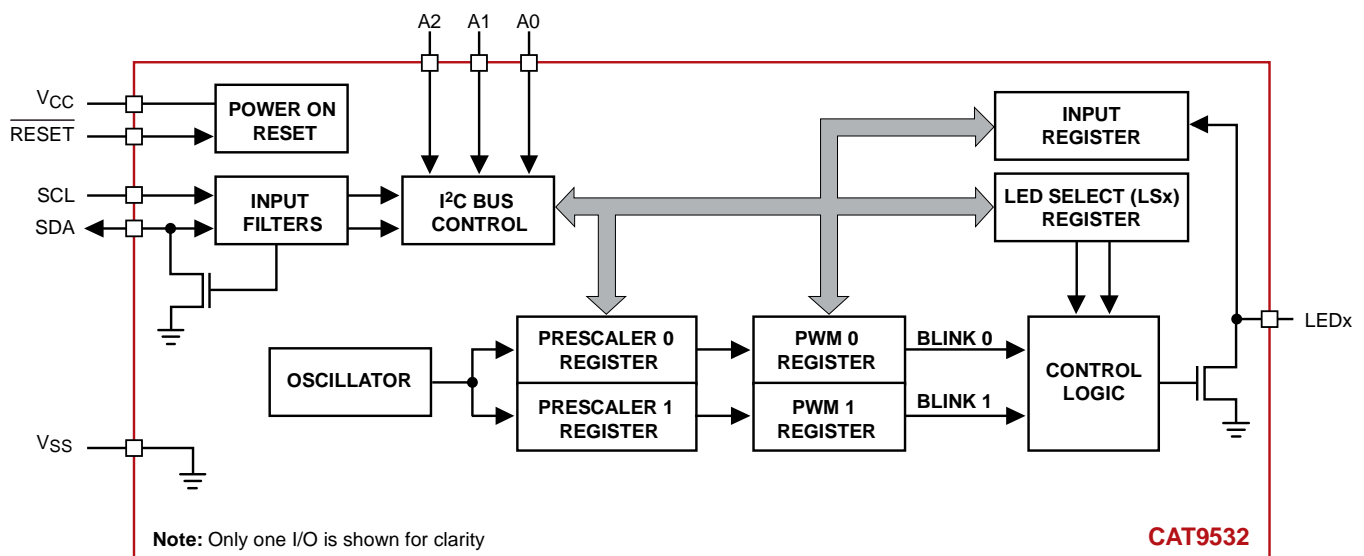 A2 A1 A0
VCC
RESET
POWER ON
RESET
INPUT
REGISTER
SCL
SDA
INPUT
FILTERS
I²C BUS
CONTROL
LED SELECT (LSx)
REGISTER
OSCILLATOR
PRESCALER 0
REGISTER
PRESCALER 1
REGISTER
PWM 0
REGISTER
PWM 1
REGISTER
BLINK 0
BLINK 1
CONTROL
LOGIC
LEDx
VSS
Note: Only one I/O is shown for clarity
CAT9532